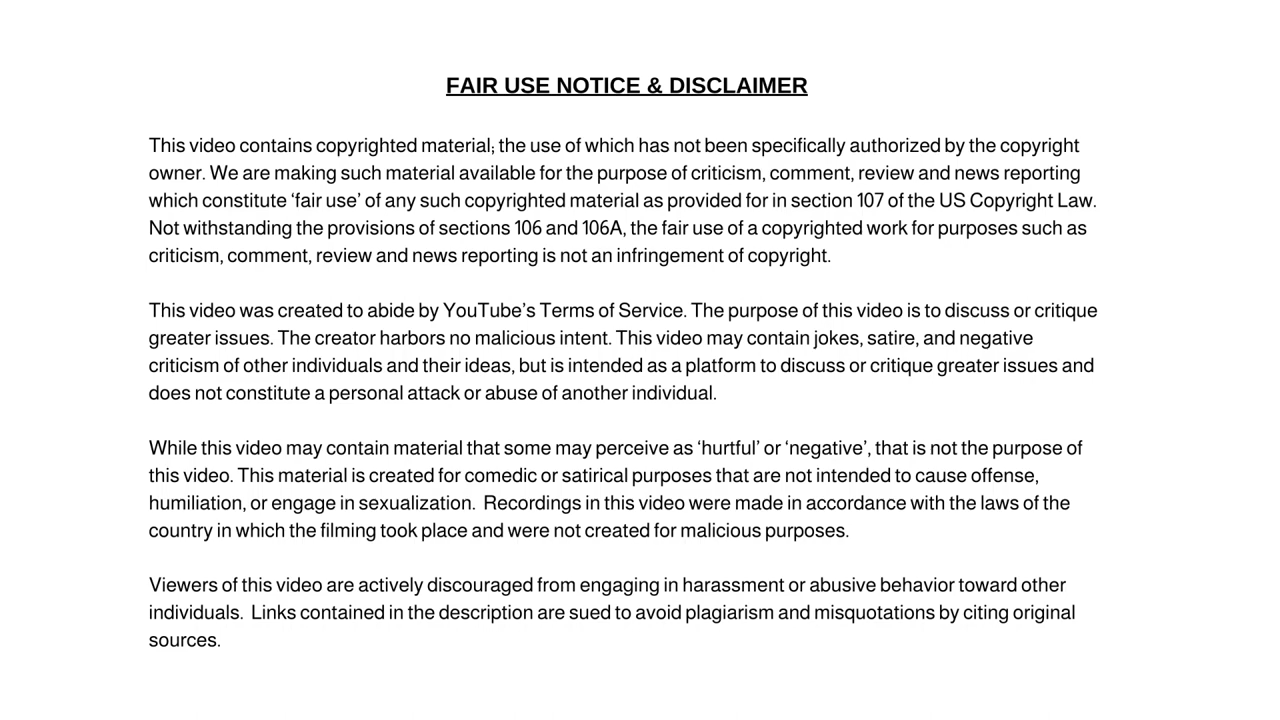 FAIR USE NOTICE & DISCLAIMER
This video contains copyrighted material; the use of which has not been specifically authorized by the copyright
owner. We are making such material available for the purpose of criticism, comment, review and news reporting
which constitute ‘fair use’ of any such copyrighted material as provided for in section 107 of the US Copyright Law.
Not withstanding the provisions of sections 106 and 106A, the fair use of a copyrighted work for purposes such as
criticism, comment, review and news reporting is not an infringement of copyright.
This video was created to abide by YouTube’s Terms of Service. The purpose of this video is to discuss or critique
greater issues. The creator harbors no malicious intent. This video may contain jokes, satire, and negative
criticism of other individuals and their ideas, but is intended as a platform to discuss or critique greater issues and
does not constitute a personal attack or abuse of another individual.
While this video may contain material that some may perceive as ‘hurtful’ or ‘negative’, that is not the purpose of
this video. This material is created for comedic or satirical purposes that are not intended to cause offense,
humiliation, or engage in sexualization.  Recordings in this video were made in accordance with the laws of the
country in which the filming took place and were not created for malicious purposes.
Viewers of this video are actively discouraged from engaging in harassment or abusive behavior toward other
individuals.  Links contained in the description are sued to avoid plagiarism and misquotations by citing original
sources.